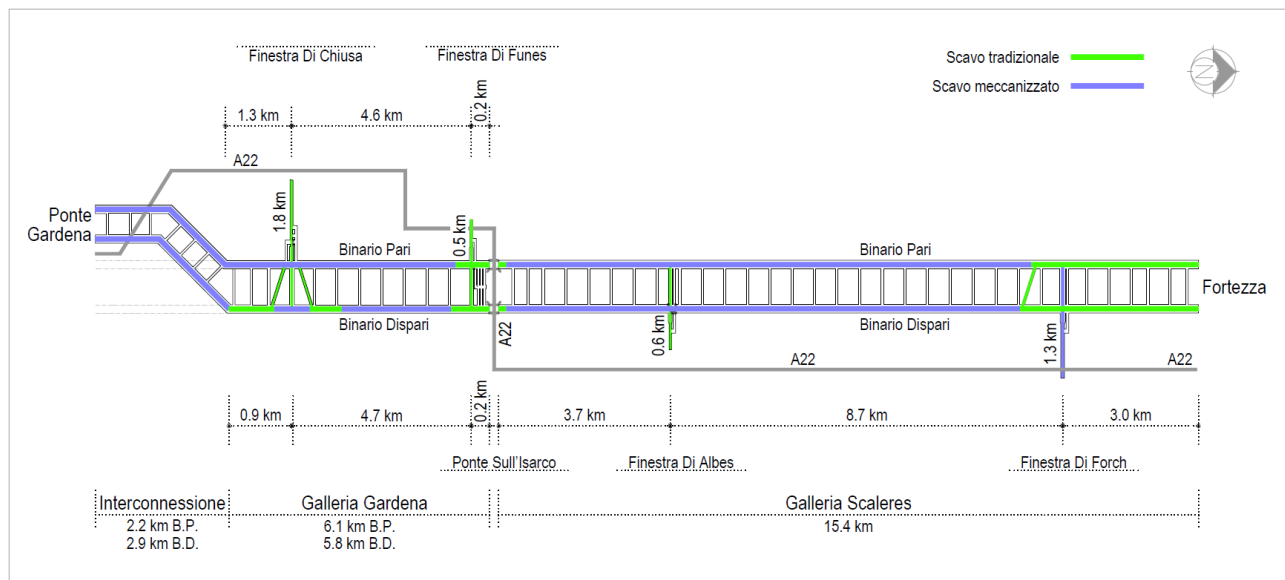 Finestra Di Chiusa
Finestra Di Funes
Scavo tradizionale
Scavo meccanizzato
N
1.3 km
4.6 km
0.2 km
A22
Ponte
Gardena
1.8 km
0.5 km
Binario Pari
Binario Pari
Fortezza
Binario Dispari
Binario Dispari
A22
0.6 km
1.3 km
A22
A22
0.9 km
4.7 km
0.2 km
3.7 km
8.7 km
3.0 km
Ponte Sull'Isarco
Finestra Di Albes
Finestra Di Forch
Interconnessione
2.2 km B.P.
2.9 km B.D.
Galleria Gardena
6.1 km B.P.
5.8 km B.D.
Galleria Scaleres
15.4 km